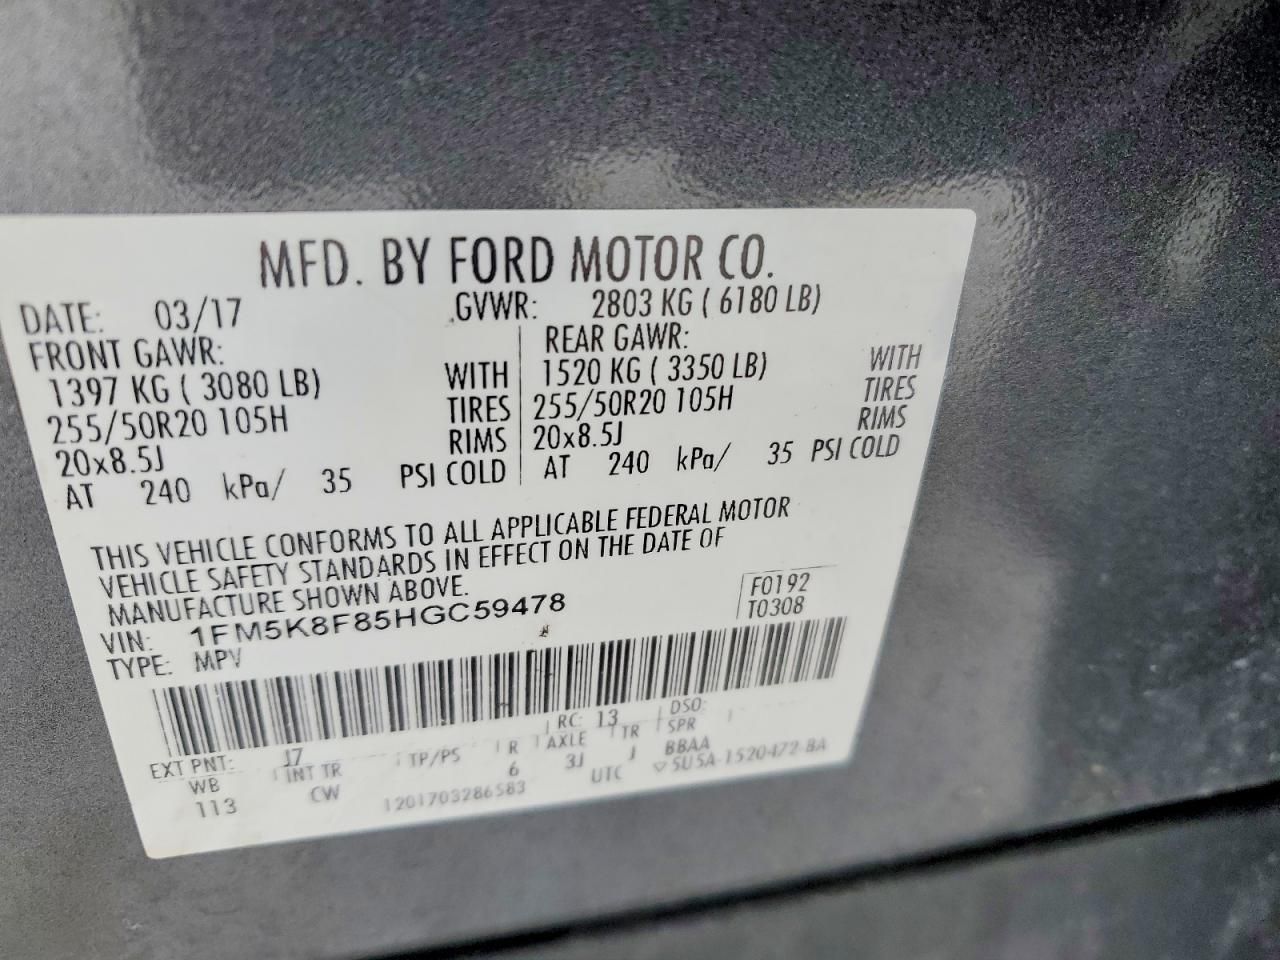 MFD. BY FORD MOTOR CO.
DATE: 03/17 GVWR: 2803 KG ( 6180 LB)
FRONT GAWR: REAR GAWR:
1397 KG ( 3080 LB) WITH 1520 KG ( 3350 LB) WITH
255/50R20 105H TIRES 255/50R20 105H TIRES
20x8.5J RIMS 20x8.5J RIMS
AT 240 kPa/ 35 PSI COLD AT 240 kPa/ 35 PSI COLD
THIS VEHICLE CONFORMS TO ALL APPLICABLE FEDERAL MOTOR
VEHICLE SAFETY STANDARDS IN EFFECT ON THE DATE OF
MANUFACTURE SHOWN ABOVE.
F0192
VIN: 1FM5K8F85HGC59478
T0308
TYPE: MPV
EXT PNT: J7 RC: 13 DSO:
WB INT TR TP/PS R AXLE TR SPR
113 CW 6 3J J BBAA
1201703286583 UTC 5U5A-1520472-BA